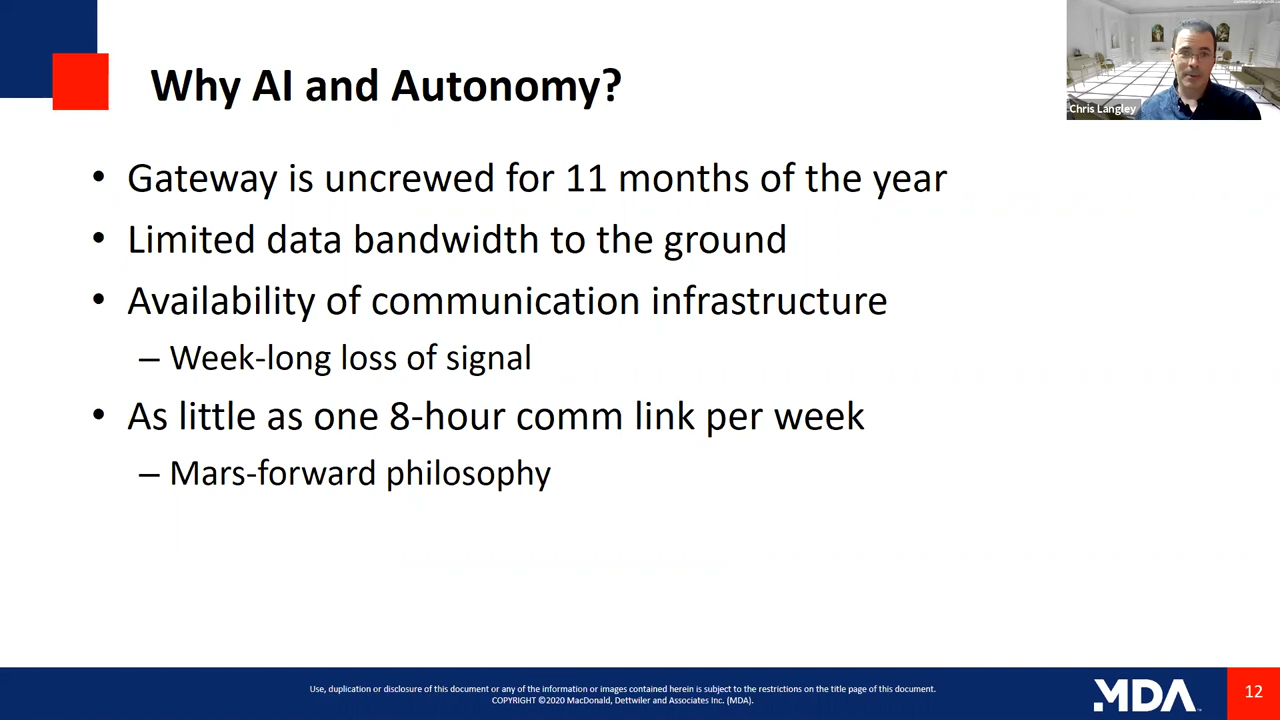 Why AI and Autonomy?
Chris Langley
• Gateway is uncrewed for 11 months of the year
• Limited data bandwidth to the ground
• Availability of communication infrastructure
– Week-long loss of signal
• As little as one 8-hour comm link per week
– Mars-forward philosophy
Use, duplication or disclosure of this document or any of the information or images contained herein is subject to the restrictions on the title page of this document.
COPYRIGHT ©2020 MacDonald, Dettwiler and Associates Inc. (MDA).
MDA
12